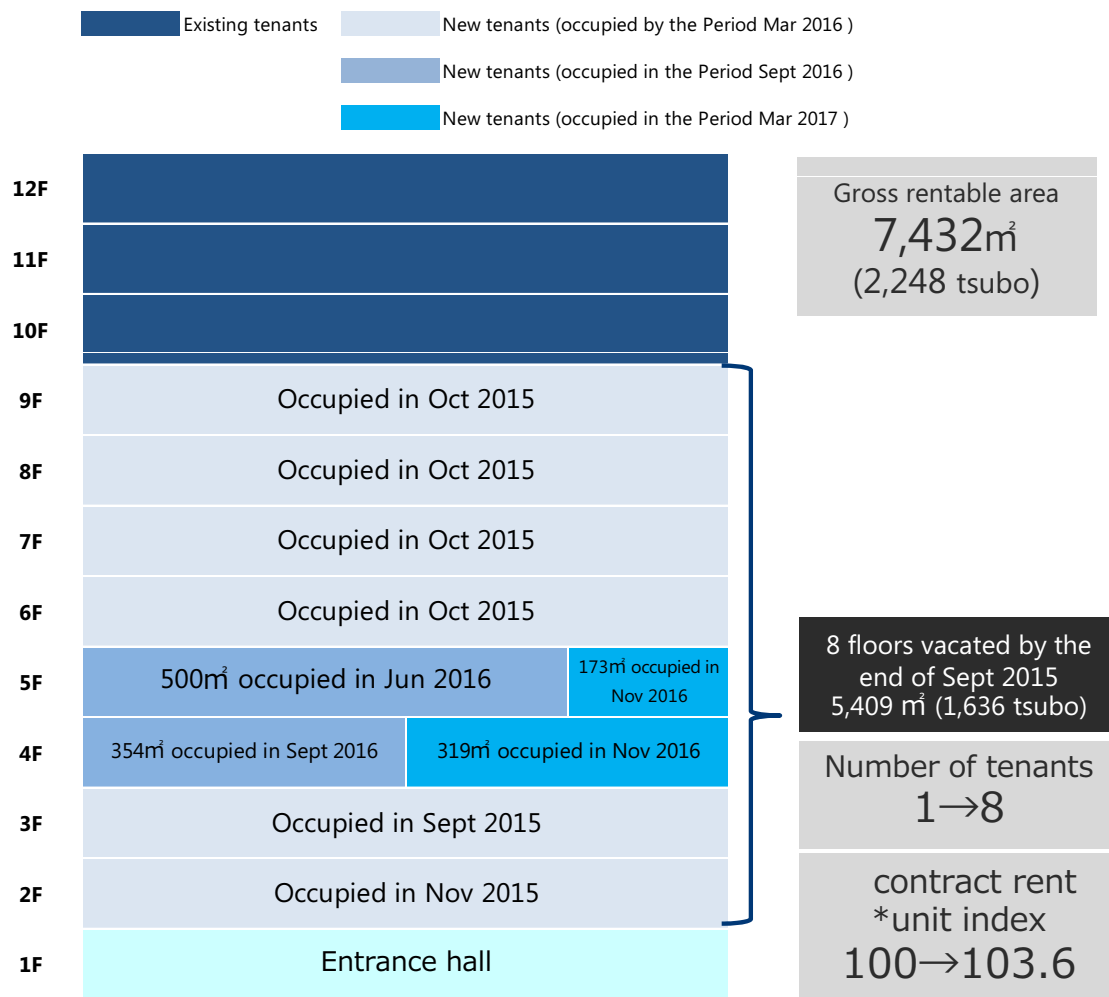 Existing tenants
New tenants (occupied by the Period Mar 2016 )
New tenants (occupied in the Period Sept 2016 )
New tenants (occupied in the Period Mar 2017 )
12F
11F
10F
9F
Occupied in Oct 2015
8F
Occupied in Oct 2015
7F
Occupied in Oct 2015
6F
Occupied in Oct 2015
5F
500㎡ occupied in Jun 2016
173㎡ occupied in
Nov 2016
4F
354㎡ occupied in Sept 2016
319㎡ occupied in Nov 2016
3F
Occupied in Sept 2015
2F
Occupied in Nov 2015
1F
Entrance hall
Gross rentable area
7,432㎡
(2,248 tsubo)
8 floors vacated by the
end of Sept 2015
5,409 ㎡ (1,636 tsubo)
Number of tenants
1→8
contract rent
*unit index
100→103.6